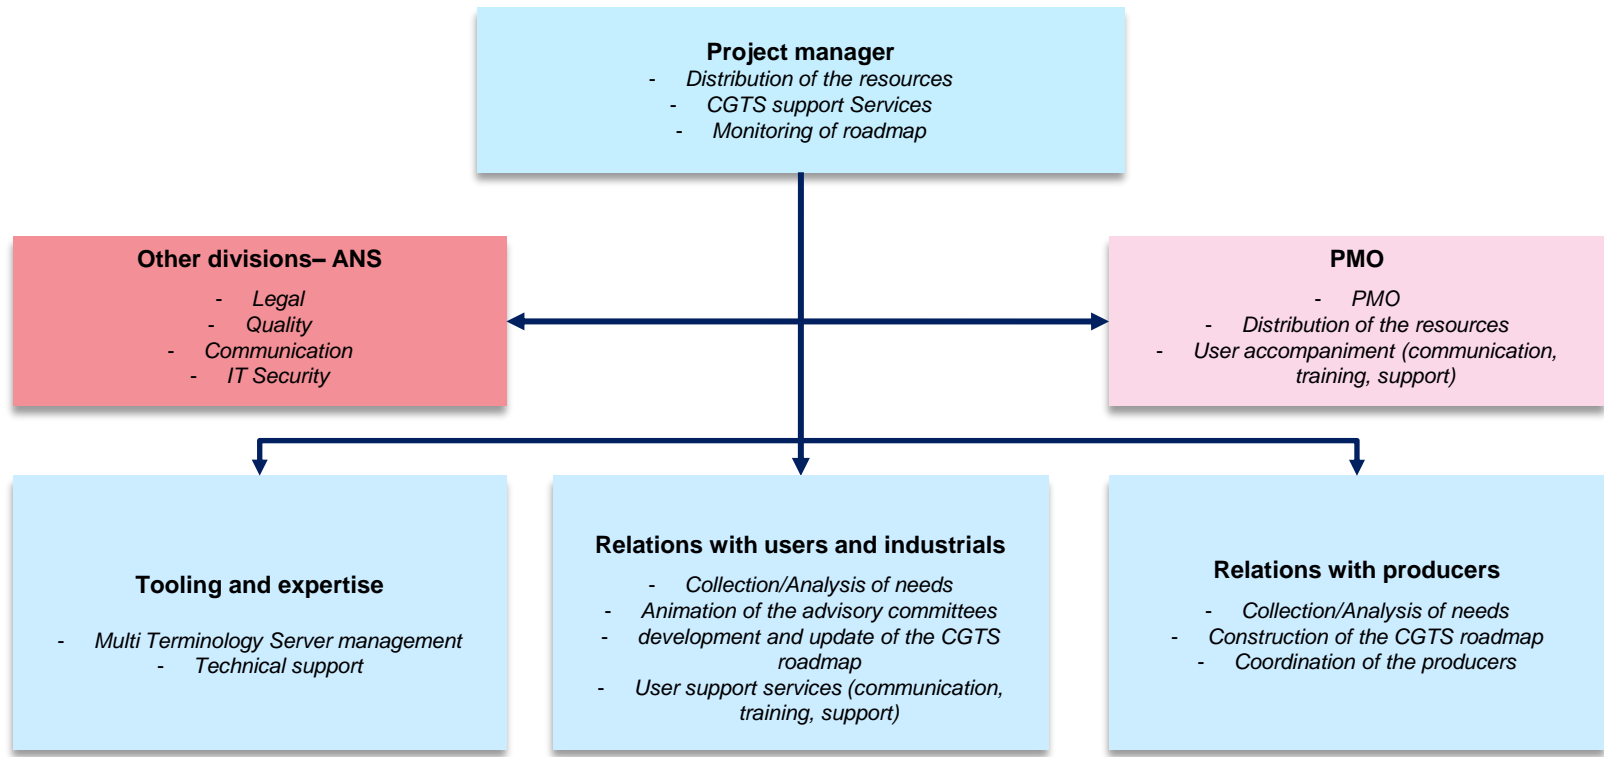 Project manager
- Distribution of the resources
- CGTS support Services
- Monitoring of roadmap
Other divisions– ANS
- Legal
- Quality
- Communication
- IT Security
PMO
- PMO
- Distribution of the resources
- User accompaniment (communication,
training, support)
Tooling and expertise
- Multi Terminology Server management
- Technical support
Relations with users and industrials
- Collection/Analysis of needs
- Animation of the advisory committees
- development and update of the CGTS
roadmap
- User support services (communication,
training, support)
Relations with producers
- Collection/Analysis of needs
- Construction of the CGTS roadmap
- Coordination of the producers